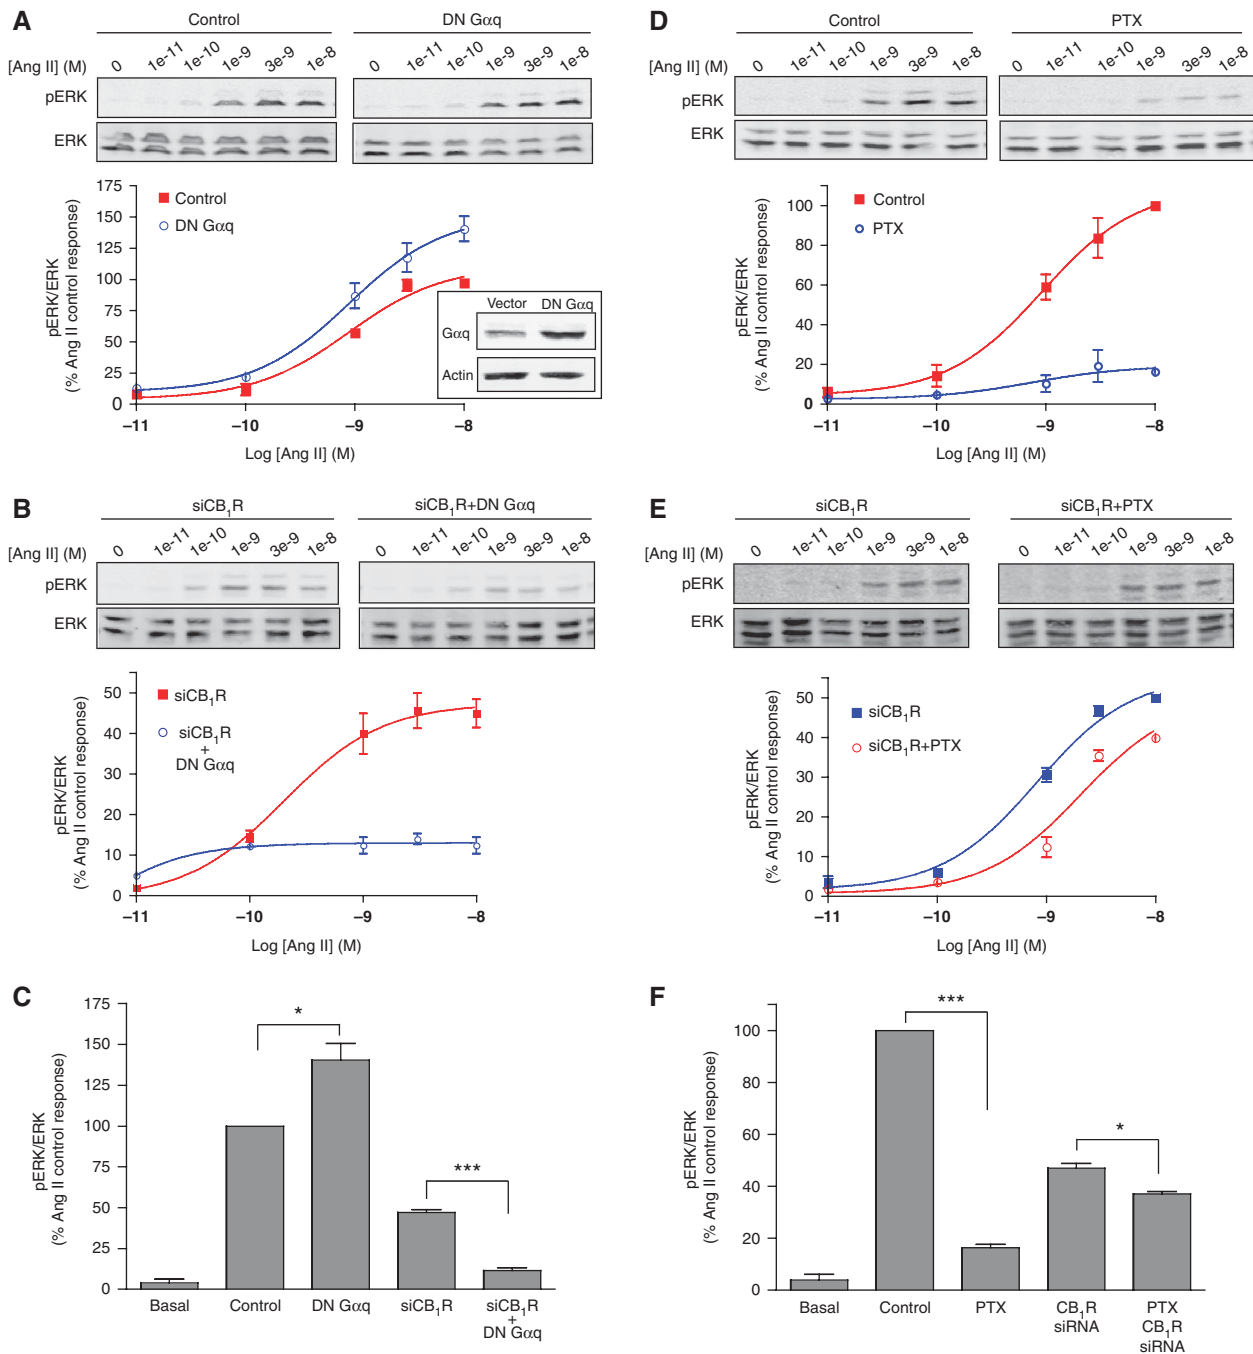 A
Control
DN Gαq
[Ang II] (M)
0 1e-11 1e-10 1e-9 3e-9 1e-8
0 1e-11 1e-10 1e-9 3e-9 1e-8
pERK
ERK
pERK/ERK
(% Ang II control response)
175
150
125
100
75
50
25
0
Control
DN Gαq
Vector DN Gαq
Gαq
Actin
–11 –10 –9 –8
Log [Ang II] (M)
D
Control
PTX
[Ang II] (M)
0 1e-11 1e-10 1e-9 3e-9 1e-8
0 1e-11 1e-10 1e-9 3e-9 1e-8
pERK
ERK
pERK/ERK
(% Ang II control response)
100
80
60
40
20
0
Control
PTX
–11 –10 –9 –8
Log [Ang II] (M)
B
siCB₁R
siCB₁R+DN Gαq
[Ang II] (M)
0 1e-11 1e-10 1e-9 3e-9 1e-8
0 1e-11 1e-10 1e-9 3e-9 1e-8
pERK
ERK
pERK/ERK
(% Ang II control response)
50
40
30
20
10
0
siCB₁R
siCB₁R
+
DN Gαq
–11 –10 –9 –8
Log [Ang II] (M)
E
siCB₁R
siCB₁R+PTX
[Ang II] (M)
0 1e-11 1e-10 1e-9 3e-9 1e-8
0 1e-11 1e-10 1e-9 3e-9 1e-8
pERK
ERK
pERK/ERK
(% Ang II control response)
50
40
30
20
10
0
siCB₁R
siCB₁R+PTX
–11 –10 –9 –8
Log [Ang II] (M)
C
pERK/ERK
(% Ang II control response)
175
150
125
100
75
50
25
0
*
***
Basal Control DN Gαq siCB₁R siCB₁R
+
DN Gαq
F
pERK/ERK
(% Ang II control response)
100
80
60
40
20
0
***
*
Basal Control PTX CB₁R PTX
siRNA CB₁R
siRNA